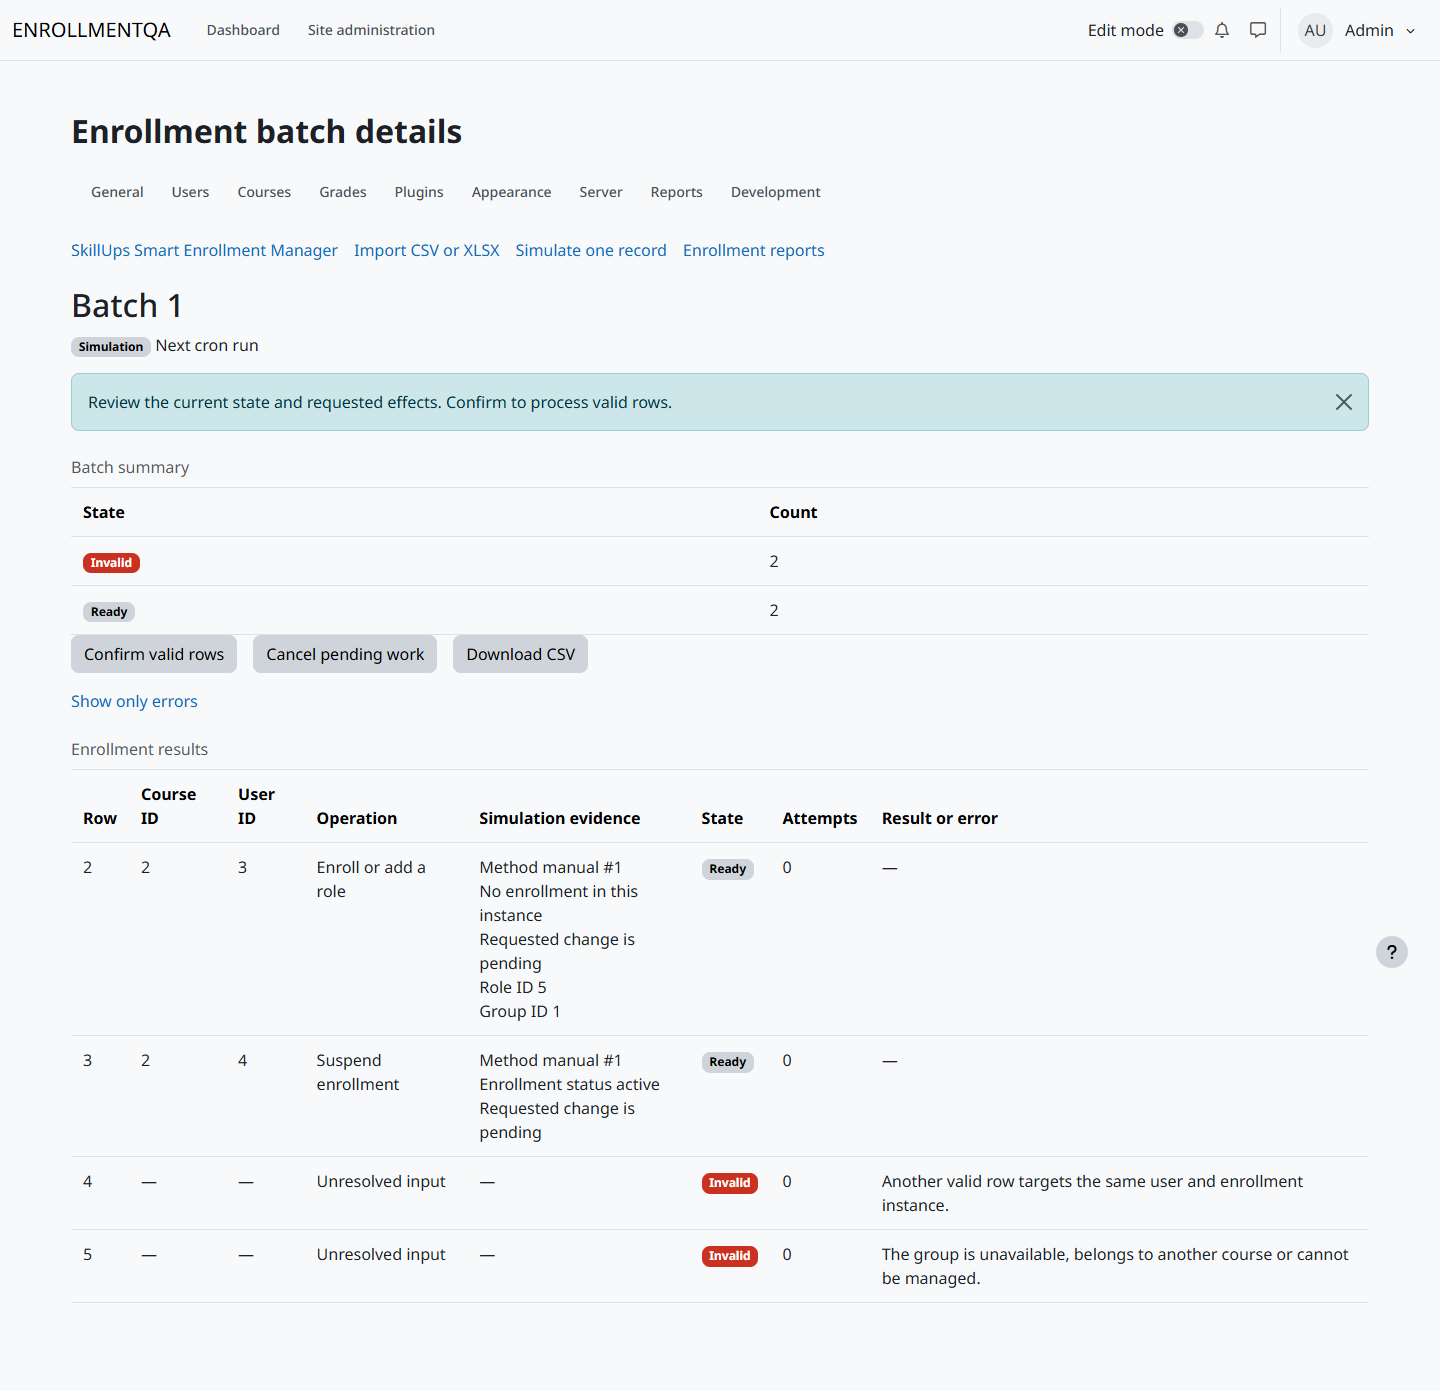 ENROLLMENTQA Dashboard Site administration Edit mode AU Admin
Enrollment batch details
General Users Courses Grades Plugins Appearance Server Reports Development
SkillUps Smart Enrollment Manager Import CSV or XLSX Simulate one record Enrollment reports
Batch 1
Simulation Next cron run
Review the current state and requested effects. Confirm to process valid rows.
Batch summary
State Count
Invalid 2
Ready 2
Confirm valid rows Cancel pending work Download CSV
Show only errors
Enrollment results
Row Course ID User ID Operation Simulation evidence State Attempts Result or error
2 2 3 Enroll or add a Method manual #1 Ready 0 —
role No enrollment in this
instance
Requested change is
pending
Role ID 5
Group ID 1
?
3 2 4 Suspend Method manual #1 Ready 0 —
enrollment Enrollment status active
Requested change is
pending
4 — — Unresolved input — Invalid 0 Another valid row targets the same user and enrollment
instance.
5 — — Unresolved input — Invalid 0 The group is unavailable, belongs to another course or cannot
be managed.